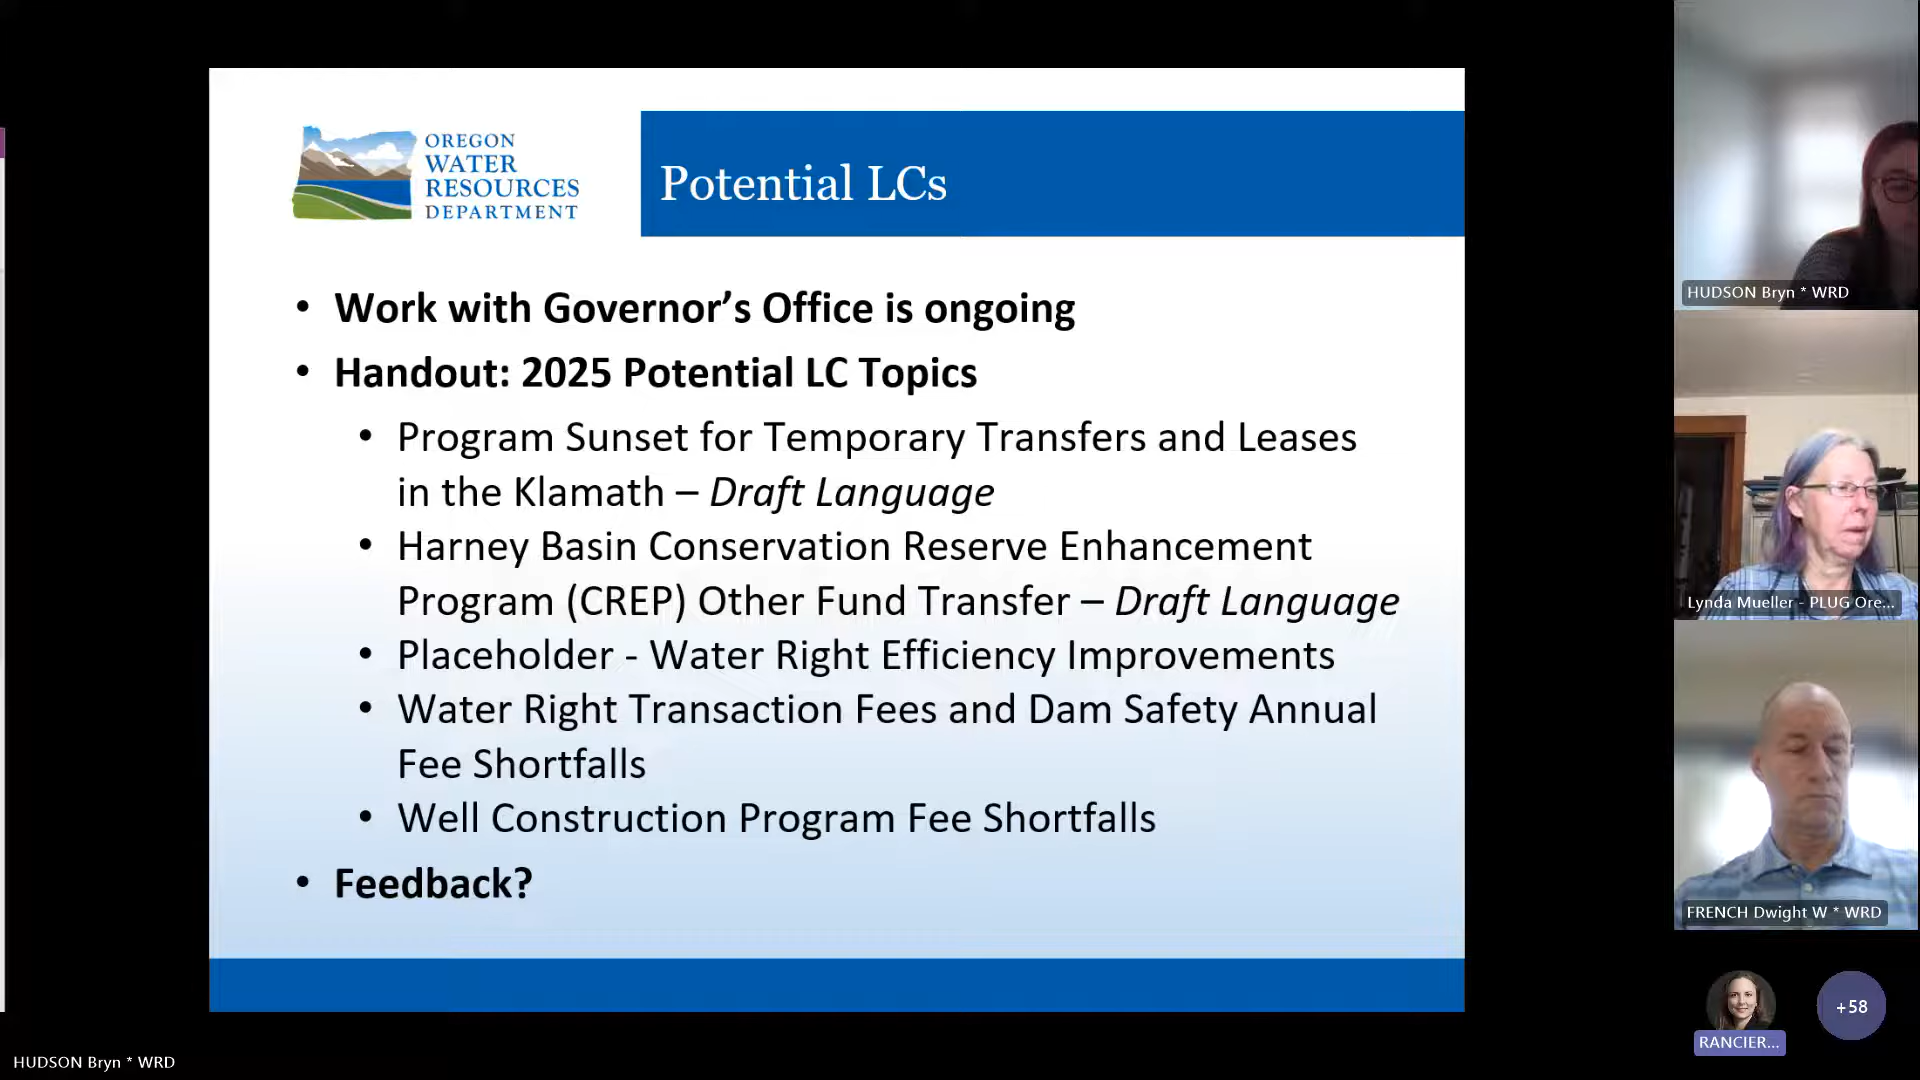 OREGON
WATER
RESOURCES
DEPARTMENT
Potential LCs
• Work with Governor’s Office is ongoing
• Handout: 2025 Potential LC Topics
• Program Sunset for Temporary Transfers and Leases
in the Klamath – Draft Language
• Harney Basin Conservation Reserve Enhancement
Program (CREP) Other Fund Transfer – Draft Language
• Placeholder - Water Right Efficiency Improvements
• Water Right Transaction Fees and Dam Safety Annual
Fee Shortfalls
• Well Construction Program Fee Shortfalls
• Feedback?
HUDSON Bryn * WRD
Lynda Mueller - PLUG Ore...
FRENCH Dwight W * WRD
RANCIER...
+58
HUDSON Bryn * WRD